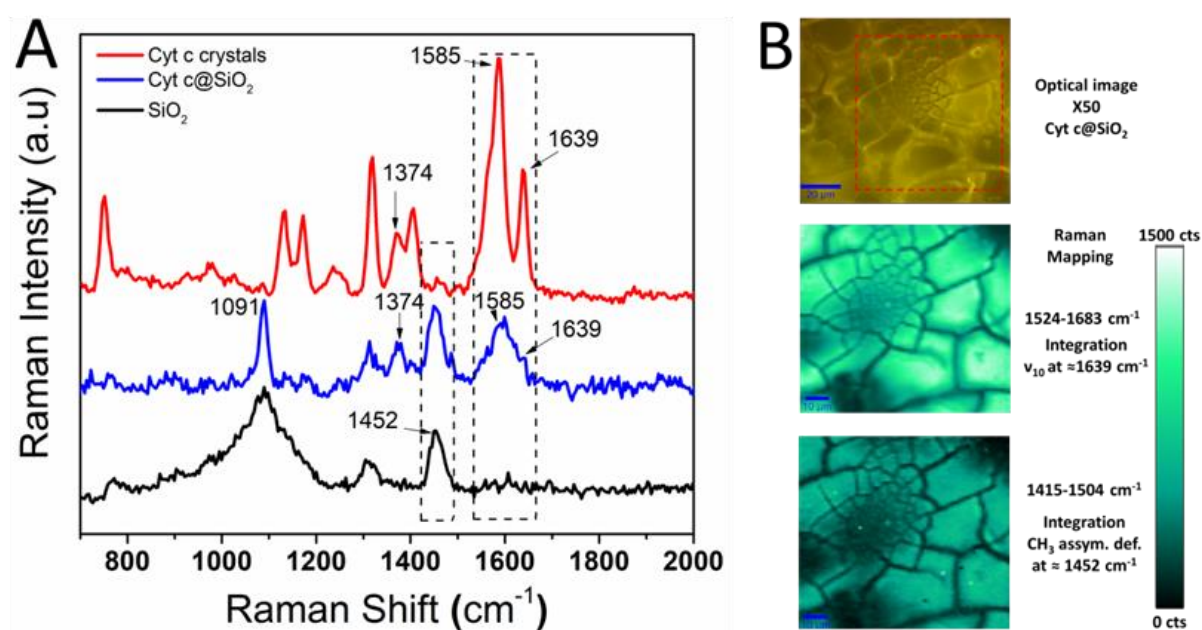 A
Cyt c crystals
Cyt c@SiO₂
SiO₂
1585
1639
1374
1091
1374
1585
1639
1452
Raman Intensity (a.u)
800 1000 1200 1400 1600 1800 2000
Raman Shift (cm⁻¹)
B
20 µm
Optical image
X50
Cyt c@SiO₂
10 µm
Raman
Mapping
1524-1683 cm⁻¹
Integration
ν₁₀ at ≈1639 cm⁻¹
10 µm
1415-1504 cm⁻¹
Integration
CH₃ assym. def.
at ≈ 1452 cm⁻¹
1500 cts
0 cts